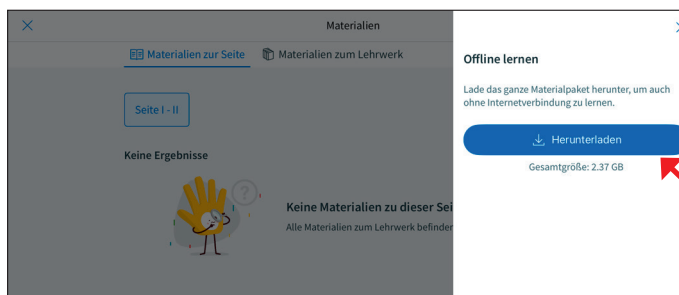 Materialien
Materialien zur Seite
Materialien zum Lehrwerk
Seite I - II
Keine Ergebnisse
Keine Materialien zu dieser Sei
Alle Materialien zum Lehrwerk befinden
Offline lernen
Lade das ganze Materialpaket herunter, um auch
ohne Internetverbindung zu lernen.
Herunterladen
Gesamtgröße: 2.37 GB